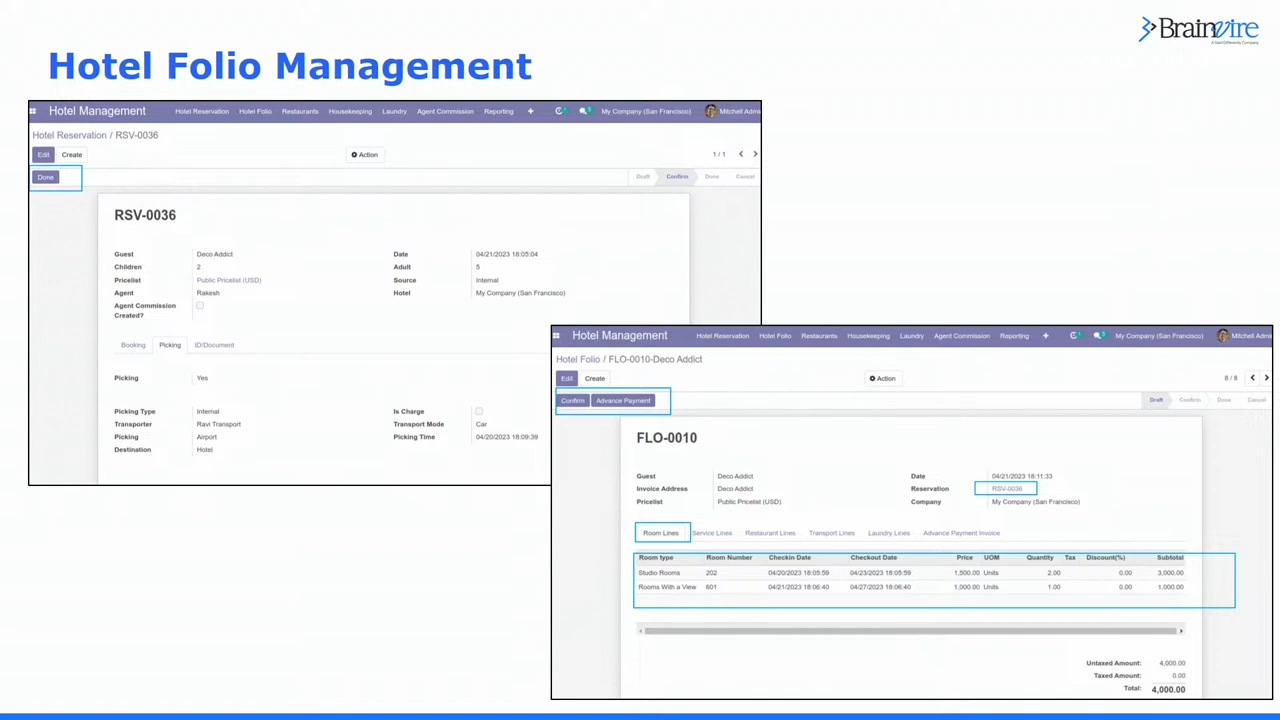 Brainvire
A Said Differently Company
Hotel Folio Management
Hotel Management Hotel Reservation Hotel Folio Restaurants Housekeeping Laundry Agent Commission Reporting + My Company (San Francisco) Mitchell Admi
Hotel Reservation / RSV-0036
Edit Create Action 1 / 1
Done Draft Confirm Done Cancel
RSV-0036
Guest Deco Addict Date 04/21/2023 18:05:04
Children 2 Adult 5
Pricelist Public Pricelist (USD) Source Internal
Agent Rakesh Hotel My Company (San Francisco)
Agent Commission
Created?
Booking Picking ID/Document
Picking Yes
Picking Type Internal Is Charge
Transporter Ravi Transport Transport Mode Car
Picking Airport Picking Time 04/20/2023 18:09:39
Destination Hotel
Hotel Management Hotel Reservation Hotel Folio Restaurants Housekeeping Laundry Agent Commission Reporting + My Company (San Francisco) Mitchell Adm
Hotel Folio / FLO-0010-Deco Addict
Edit Create Action 8 / 8
Confirm Advance Payment Draft Confirm Done Cancel
FLO-0010
Guest Deco Addict Date 04/21/2023 18:11:33
Invoice Address Deco Addict Reservation RSV-0036
Pricelist Public Pricelist (USD) Company My Company (San Francisco)
Room Lines Service Lines Restaurant Lines Transport Lines Laundry Lines Advance Payment Invoice
Room type Room Number Checkin Date Checkout Date Price UOM Quantity Tax Discount(%) Subtotal
Studio Rooms 202 04/20/2023 18:05:59 04/23/2023 18:05:59 1,500.00 Units 2.00 0.00 3,000.00
Rooms With a View 601 04/21/2023 18:06:40 04/27/2023 18:06:40 1,000.00 Units 1.00 0.00 1,000.00
Untaxed Amount: 4,000.00
Taxed Amount: 0.00
Total: 4,000.00